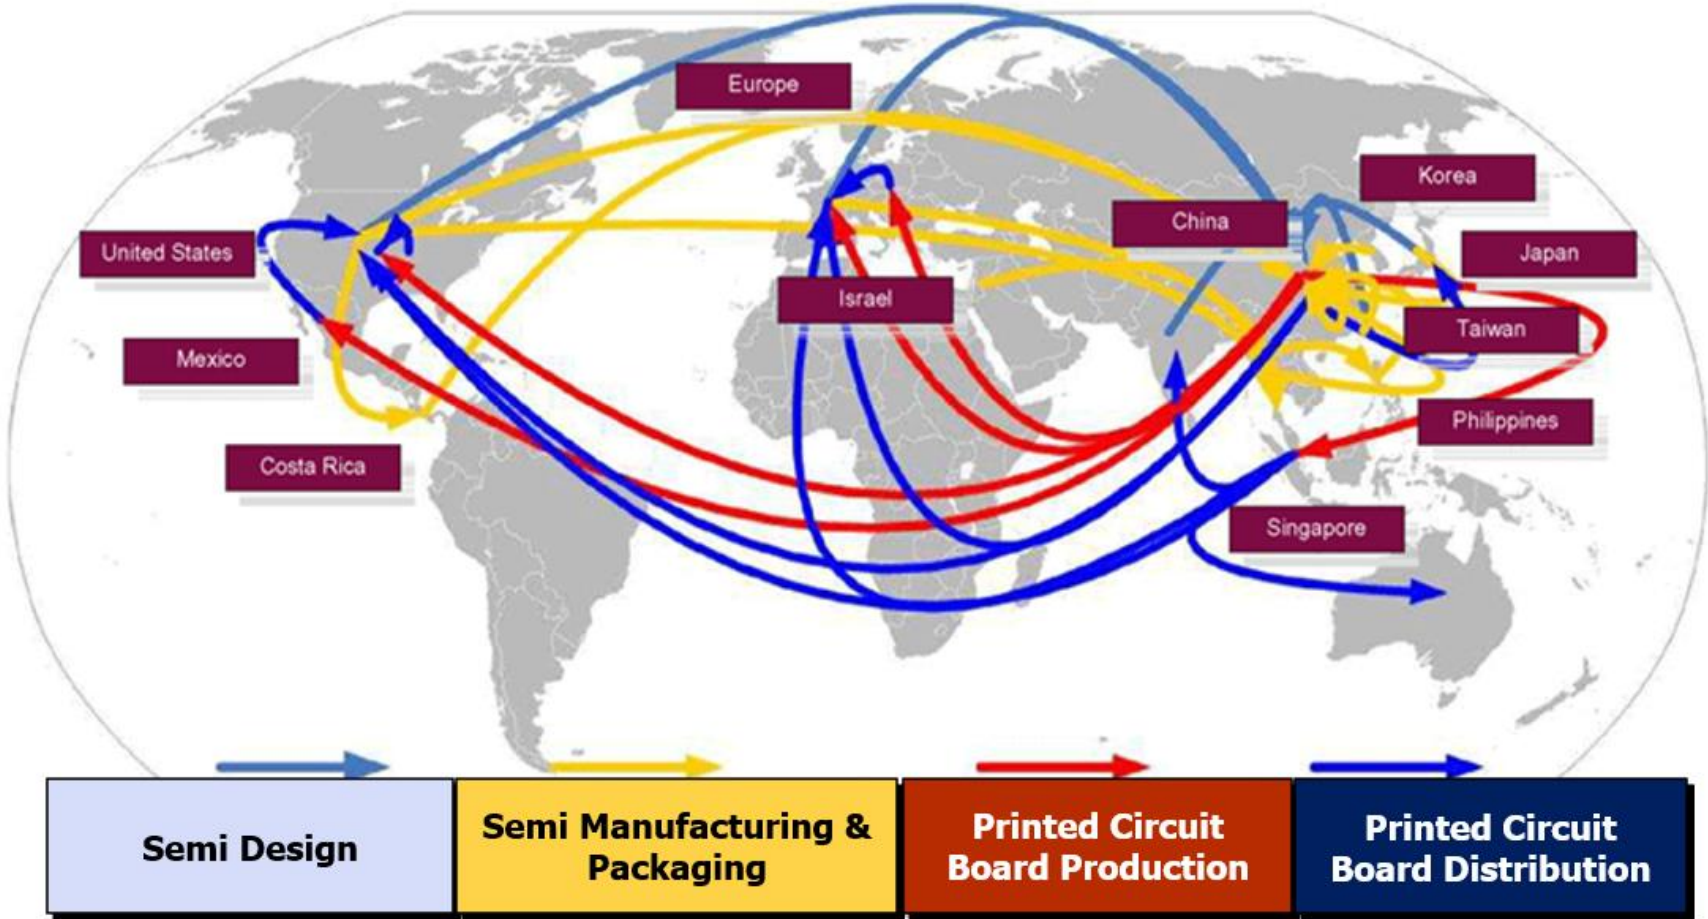 Europe
Korea
China
United States
Japan
Israel
Taiwan
Mexico
Philippines
Costa Rica
Singapore
Semi Design
Semi Manufacturing &
Packaging
Printed Circuit
Board Production
Printed Circuit
Board Distribution